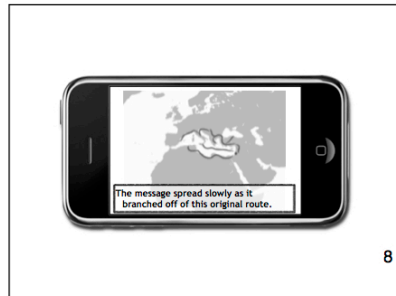 The message spread slowly as it
branched off of this original route.
8